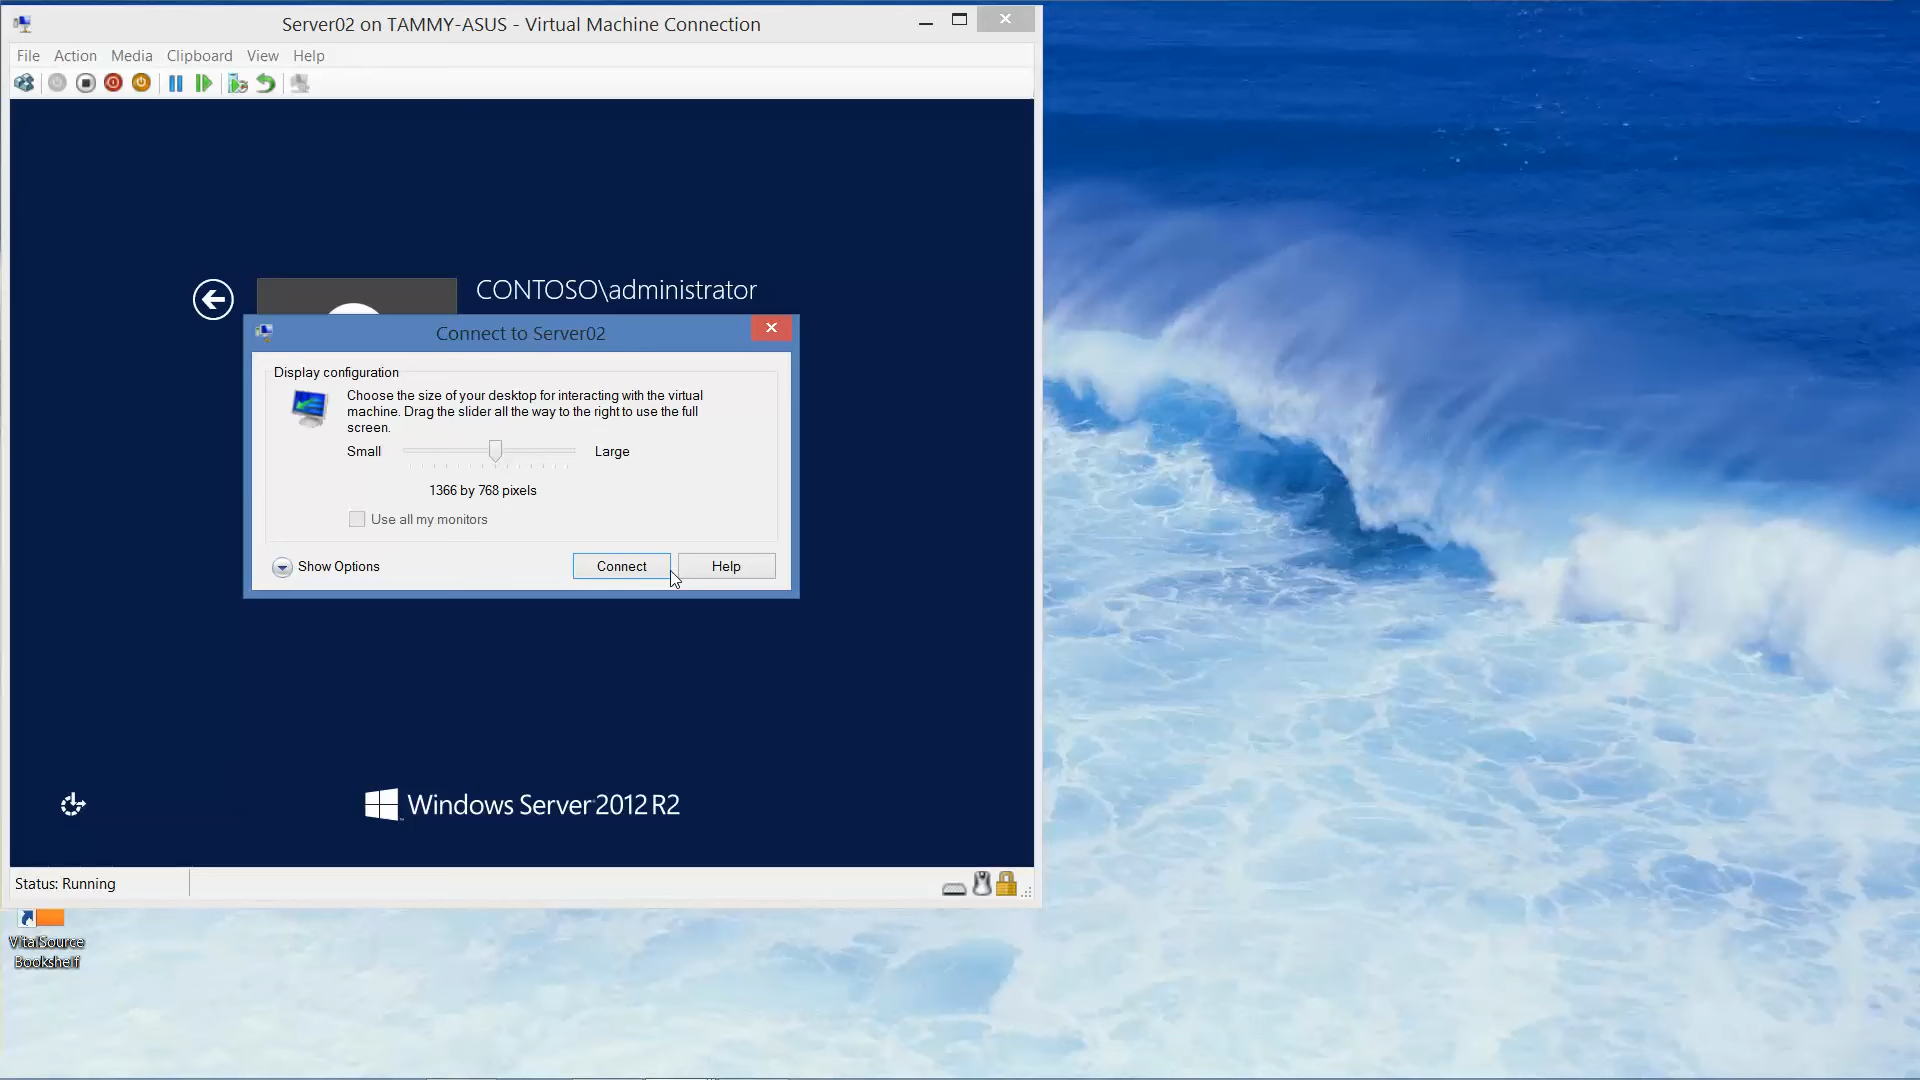 Server02 on TAMMY-ASUS - Virtual Machine Connection
File Action Media Clipboard View Help
CONTOSO\administrator
Connect to Server02
Display configuration
Choose the size of your desktop for interacting with the virtual
machine. Drag the slider all the way to the right to use the full
screen.
Small Large
1366 by 768 pixels
Use all my monitors
Show Options Connect Help
Windows Server 2012 R2
Status: Running
VitalSource
Bookshelf